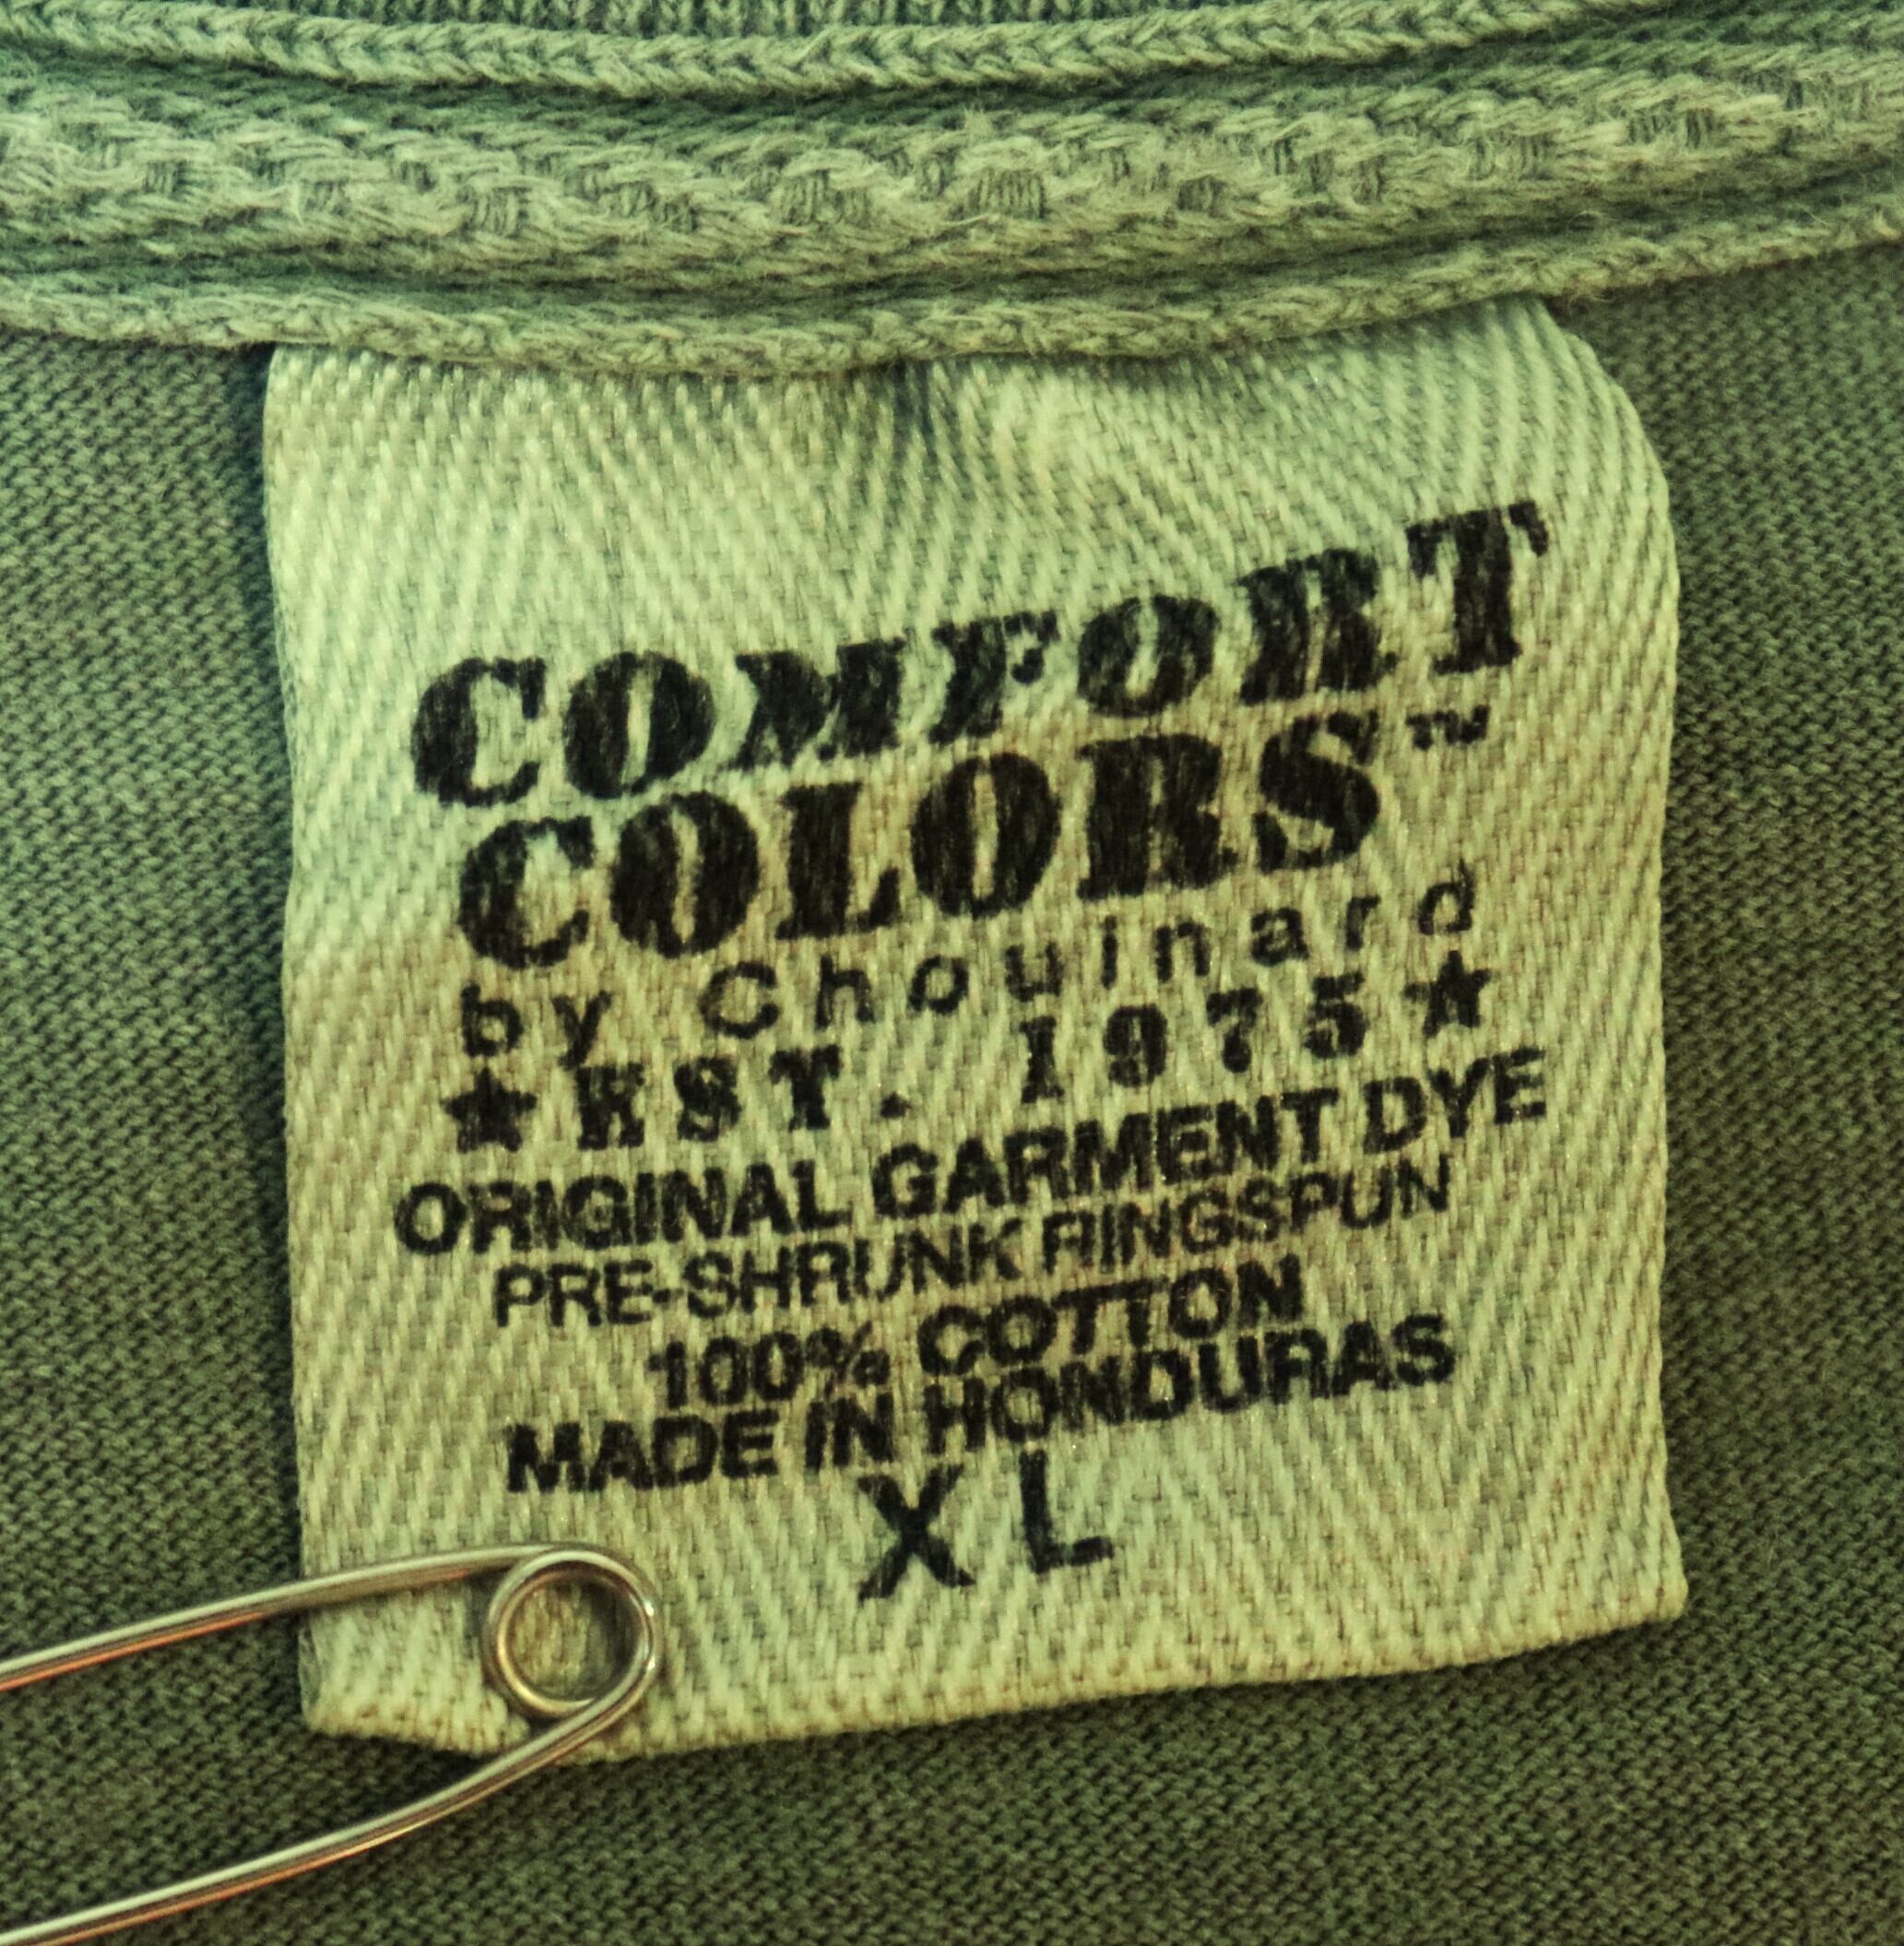 COMFORT
COLORS™
by Chouinard
★EST. 1975★
ORIGINAL GARMENT DYE
PRE-SHRUNK RINGSPUN
100% COTTON
MADE IN HONDURAS
XL